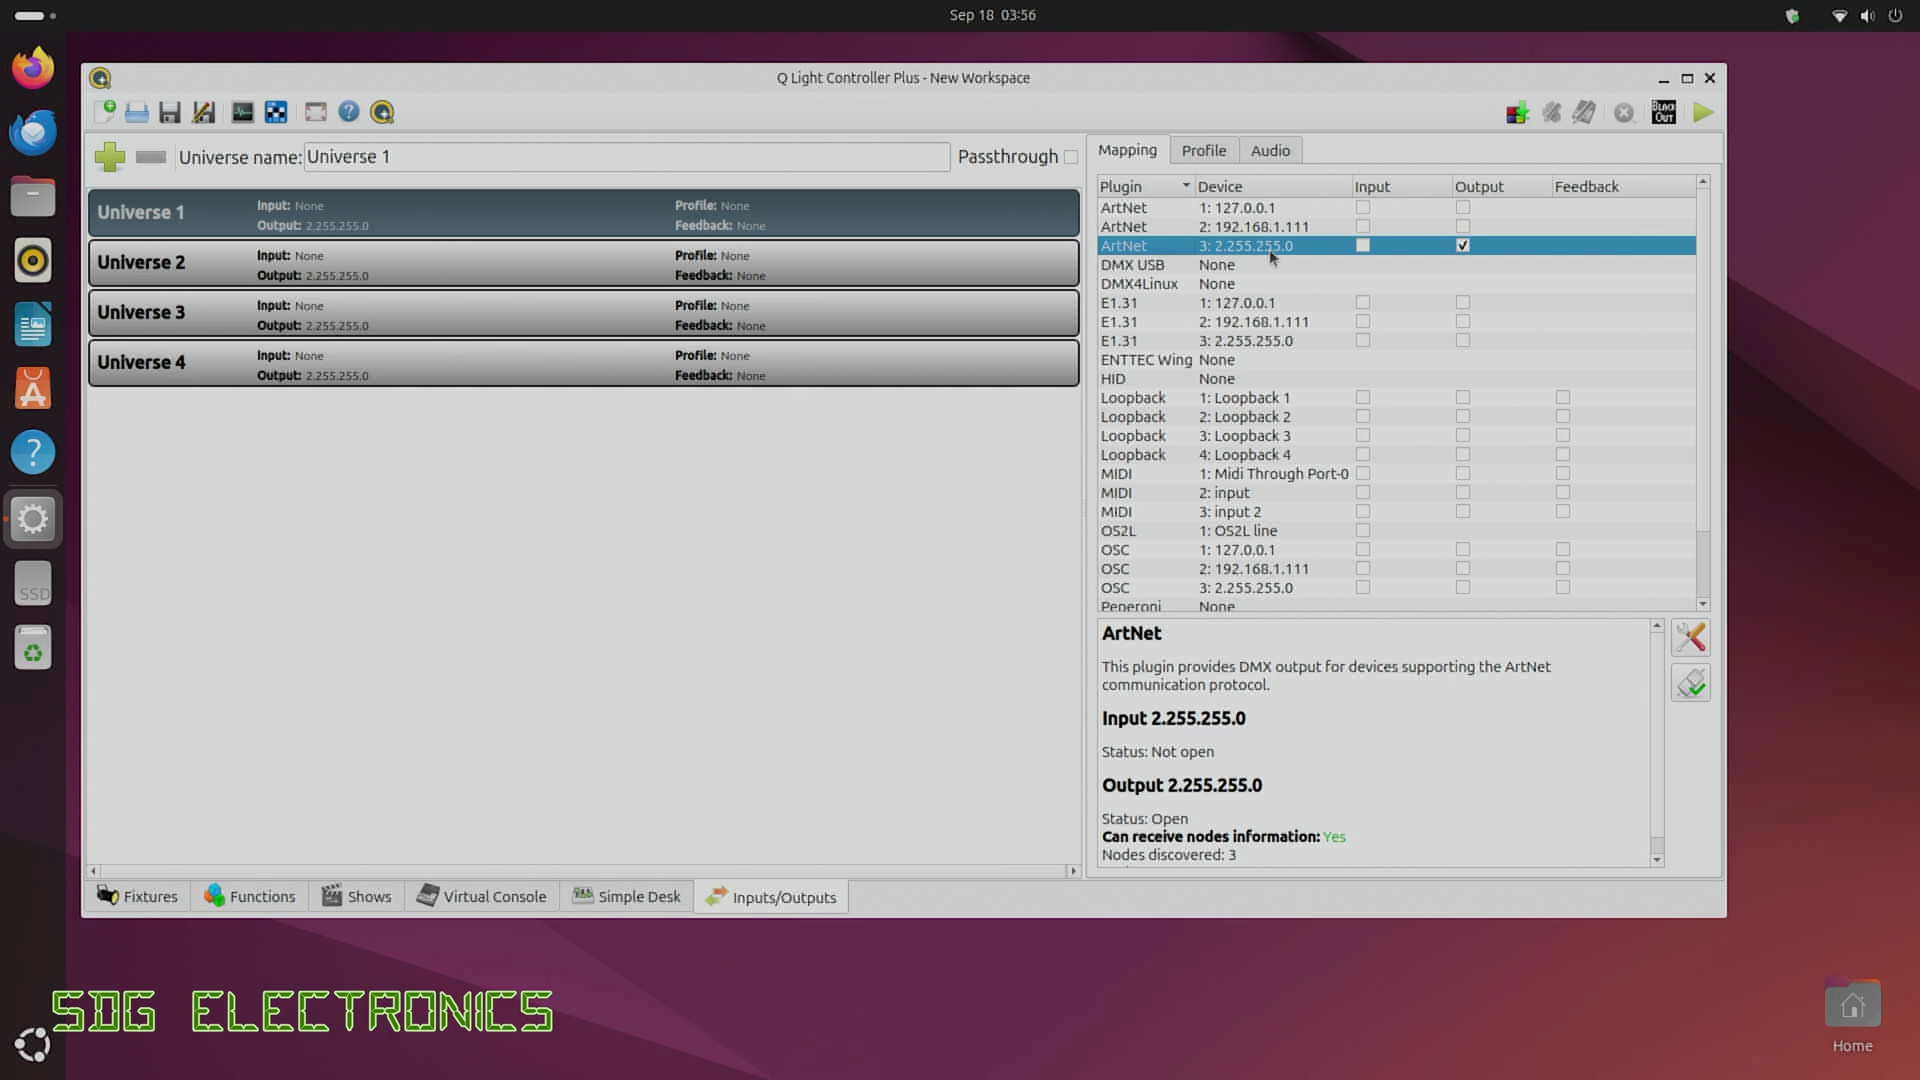 Sep 18 03:56
Q Light Controller Plus - New Workspace
BLACK OUT
Universe name: Universe 1 Passthrough
Mapping Profile Audio
Universe 1 Input: None Profile: None
Output: 2.255.255.0 Feedback: None
Universe 2 Input: None Profile: None
Output: 2.255.255.0 Feedback: None
Universe 3 Input: None Profile: None
Output: 2.255.255.0 Feedback: None
Universe 4 Input: None Profile: None
Output: 2.255.255.0 Feedback: None
Plugin Device Input Output Feedback
ArtNet 1: 127.0.0.1
ArtNet 2: 192.168.1.111
ArtNet 3: 2.255.255.0
DMX USB None
DMX4Linux None
E1.31 1: 127.0.0.1
E1.31 2: 192.168.1.111
E1.31 3: 2.255.255.0
ENTTEC Wing None
HID None
Loopback 1: Loopback 1
Loopback 2: Loopback 2
Loopback 3: Loopback 3
Loopback 4: Loopback 4
MIDI 1: Midi Through Port-0
MIDI 2: input
MIDI 3: input 2
OS2L 1: OS2L line
OSC 1: 127.0.0.1
OSC 2: 192.168.1.111
OSC 3: 2.255.255.0
Peperoni None
ArtNet
This plugin provides DMX output for devices supporting the ArtNet
communication protocol.
Input 2.255.255.0
Status: Not open
Output 2.255.255.0
Status: Open
Can receive nodes information: Yes
Nodes discovered: 3
Fixtures Functions Shows Virtual Console Simple Desk Inputs/Outputs
SSD
SDG ELECTRONICS
Home